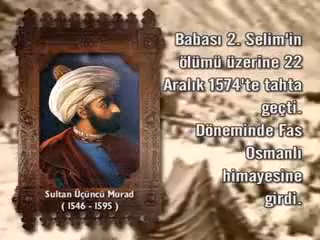 Babası 2. Selim'in
ölümü üzerine 22
Aralık 1574'te tahta
geçti.
Döneminde Fas
Osmanlı
himayesine
girdi.
Sultan Üçüncü Murad
( 1546 - 1595 )